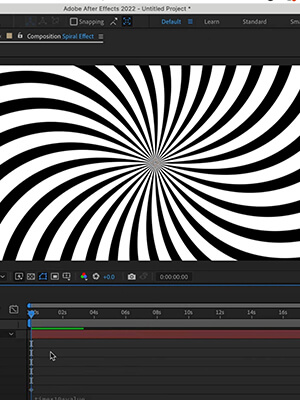 Adobe After Effects 2022 - Untitled Project *
Snapping Default Learn Standard Smal
Composition Spiral Effect
+0.0 0:00:00:00
:00s 02s 04s 06s 08s 10s 12s 14s 16s